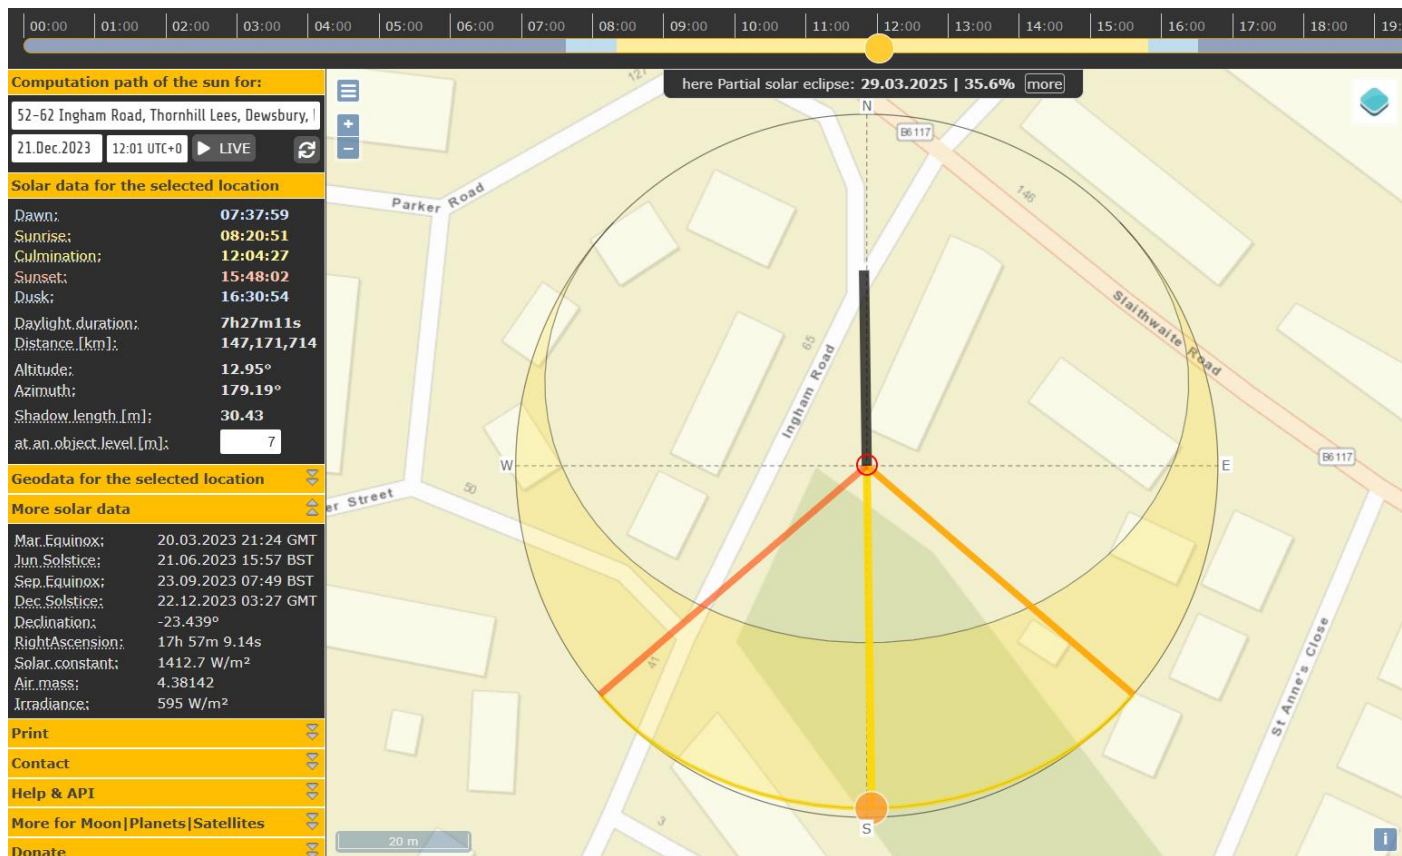 00:00 01:00 02:00 03:00 04:00 05:00 06:00 07:00 08:00 09:00 10:00 11:00 12:00 13:00 14:00 15:00 16:00 17:00 18:00 19:
Computation path of the sun for:
52-62 Ingham Road, Thornhill Lees, Dewsbury,
21.Dec.2023 12:01 UTC+0 LIVE
Solar data for the selected location
Dawn: 07:37:59
Sunrise: 08:20:51
Culmination: 12:04:27
Sunset: 15:48:02
Dusk: 16:30:54
Daylight duration: 7h27m11s
Distance [km]: 147,171,714
Altitude: 12.95°
Azimuth: 179.19°
Shadow length [m]: 30.43
at an object level [m]: 7
Geodata for the selected location
More solar data
Mar Equinox: 20.03.2023 21:24 GMT
Jun Solstice: 21.06.2023 15:57 BST
Sep Equinox: 23.09.2023 07:49 BST
Dec Solstice: 22.12.2023 03:27 GMT
Declination: -23.439°
RightAscension: 17h 57m 9.14s
Solar constant: 1412.7 W/m²
Air mass: 4.38142
Irradiance: 595 W/m²
Print
Contact
Help & API
More for Moon|Planets|Satellites
Donate
here Partial solar eclipse: 29.03.2025 | 35.6% more
+
−
127
N
B6117
146
Parker Road
Slaithwaite Road
65
Ingham Road
W
E
B6117
50
er Street
St Anne's Close
41
3
S
20 m
i